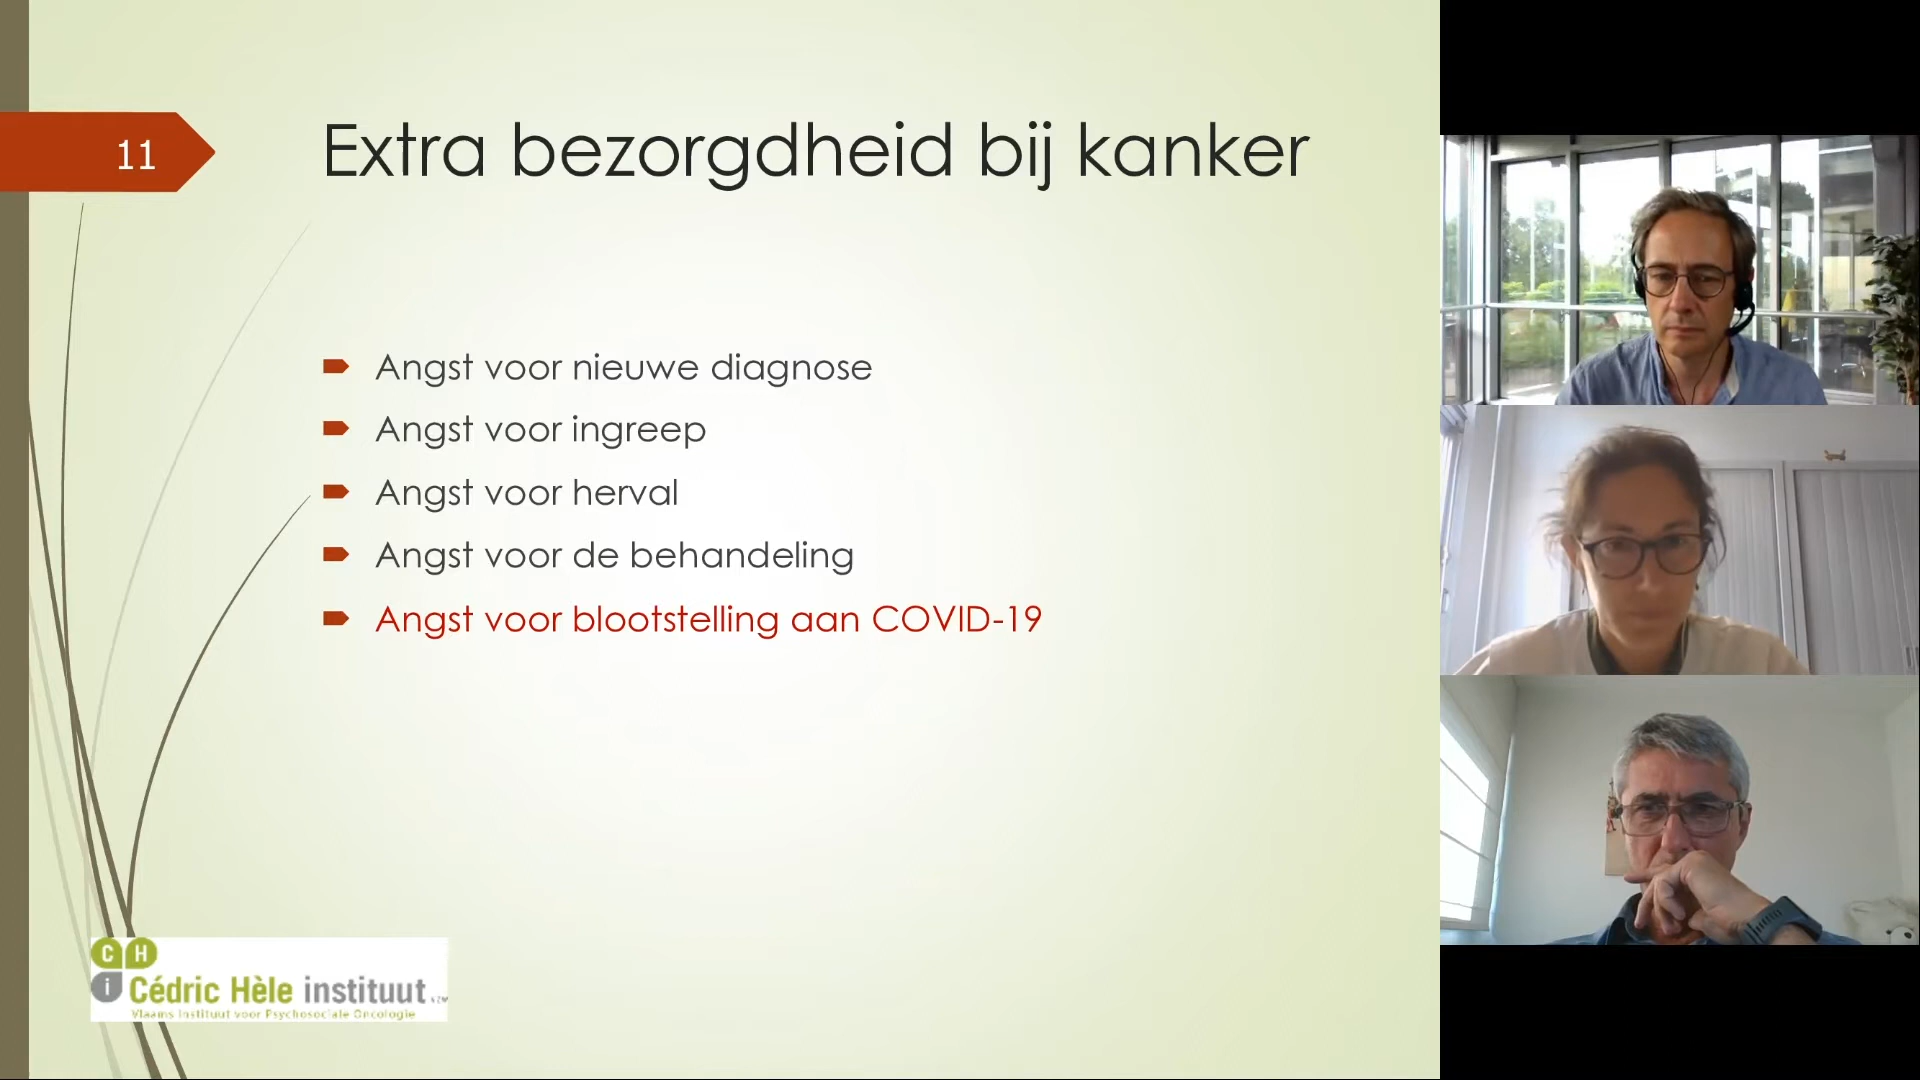 11
Extra bezorgdheid bij kanker
Angst voor nieuwe diagnose
Angst voor ingreep
Angst voor herval
Angst voor de behandeling
Angst voor blootstelling aan COVID-19
C H
i Cédric Hèle instituut vzw
Vlaams Instituut voor Psychosociale Oncologie